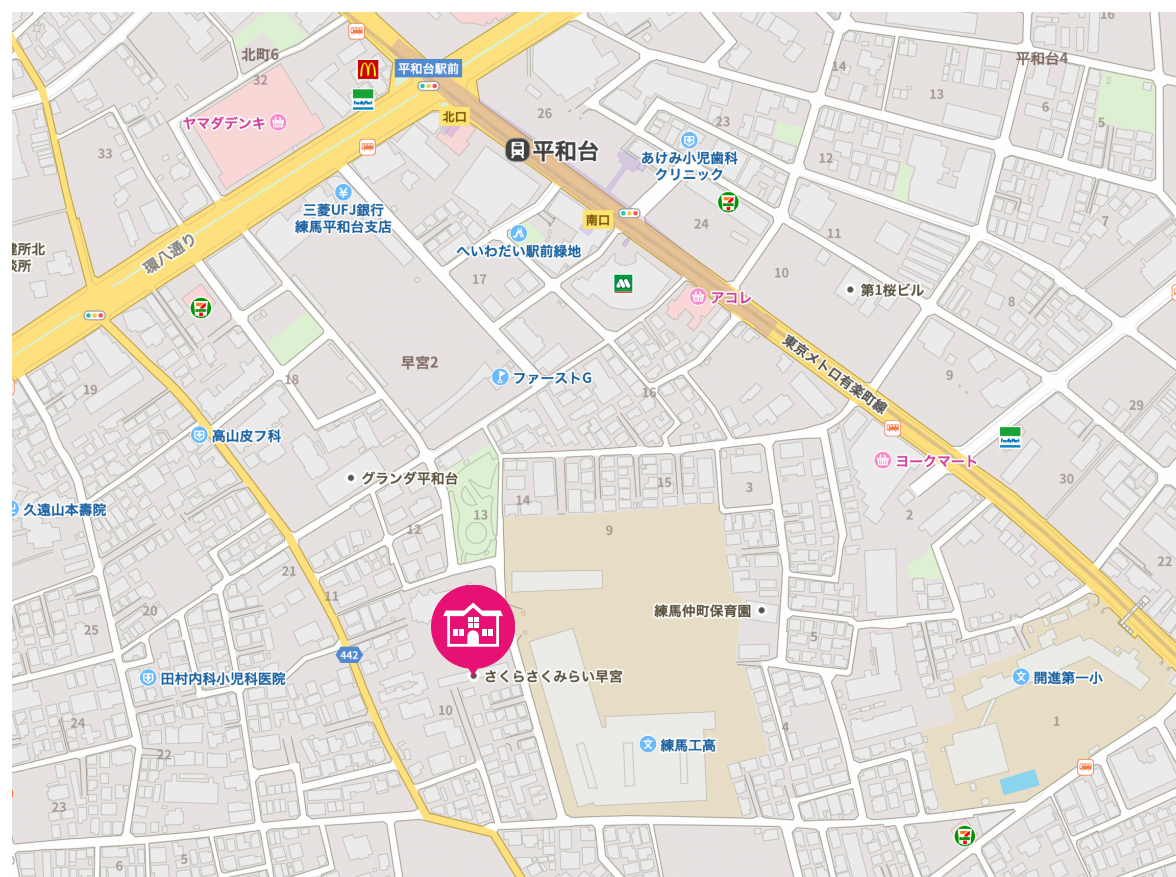 16
北町6
平和台4
32
平和台駅前
14
13
6
FamilyMart
北口
26
5
ヤマダデンキ
23
33
平和台
あけみ小児歯科
クリニック
12
三菱UFJ銀行
練馬平和台支店
南口
24
7
11
環八通り
へいわだい駅前緑地
建所北
17
10
アコレ
第1桜ビル
8
早宮2
東京メトロ有楽町線
ファーストG
18
19
16
9
29
高山皮フ科
FamilyMart
ヨークマート
グランダ平和台
30
15
3
14
久遠山本壽院
13
2
12
9
22
21
11
20
練馬仲町保育園
25
5
442
田村内科小児科医院
さくらさくみらい早宮
開進第一小
10
24
1
4
練馬工高
22
23
6
5